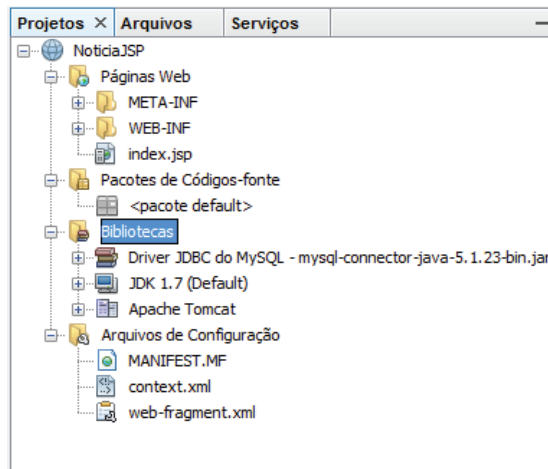 Projetos × Arquivos Serviços
NoticiaJSP
Páginas Web
META-INF
WEB-INF
index.jsp
Pacotes de Códigos-fonte
<pacote default>
Bibliotecas
Driver JDBC do MySQL - mysql-connector-java-5.1.23-bin.jar
JDK 1.7 (Default)
Apache Tomcat
Arquivos de Configuração
MANIFEST.MF
context.xml
web-fragment.xml